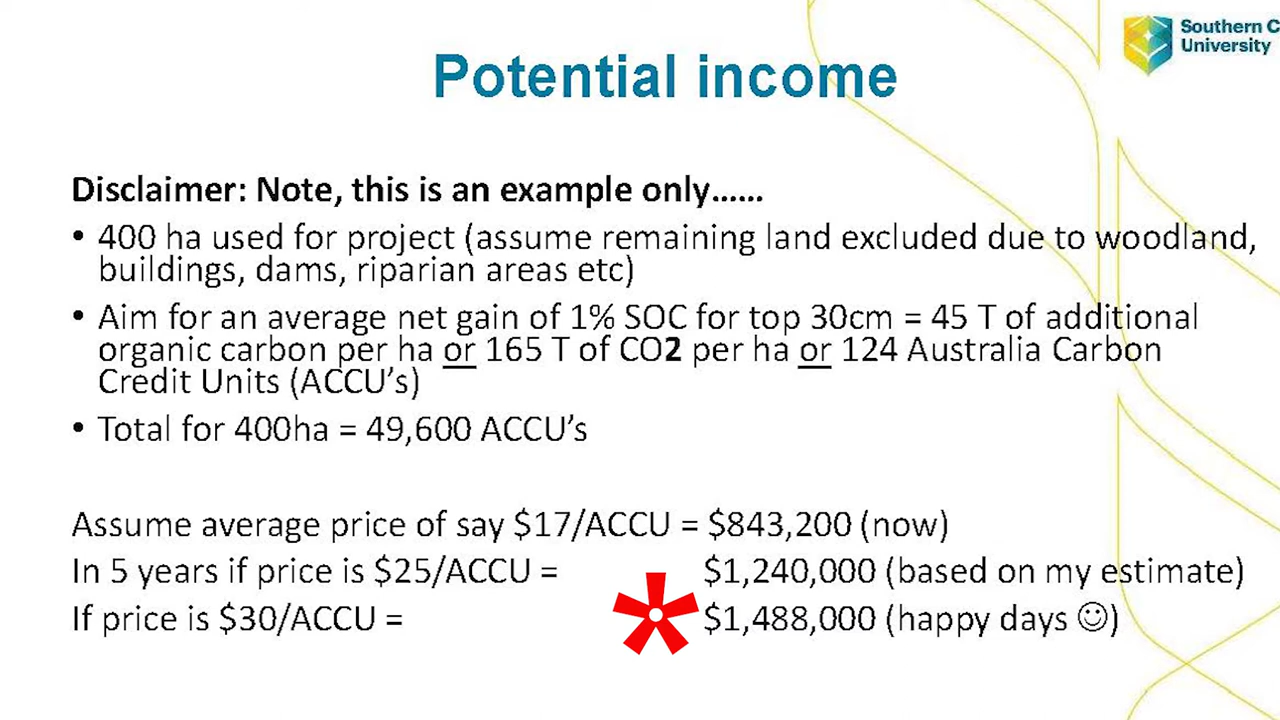 Southern C
University
Potential income
Disclaimer: Note, this is an example only......
• 400 ha used for project (assume remaining land excluded due to woodland,
buildings, dams, riparian areas etc)
• Aim for an average net gain of 1% SOC for top 30cm = 45 T of additional
organic carbon per ha or 165 T of CO2 per ha or 124 Australia Carbon
Credit Units (ACCU’s)
• Total for 400ha = 49,600 ACCU’s
Assume average price of say $17/ACCU = $843,200 (now)
In 5 years if price is $25/ACCU = $1,240,000 (based on my estimate)
If price is $30/ACCU = * $1,488,000 (happy days ☺)